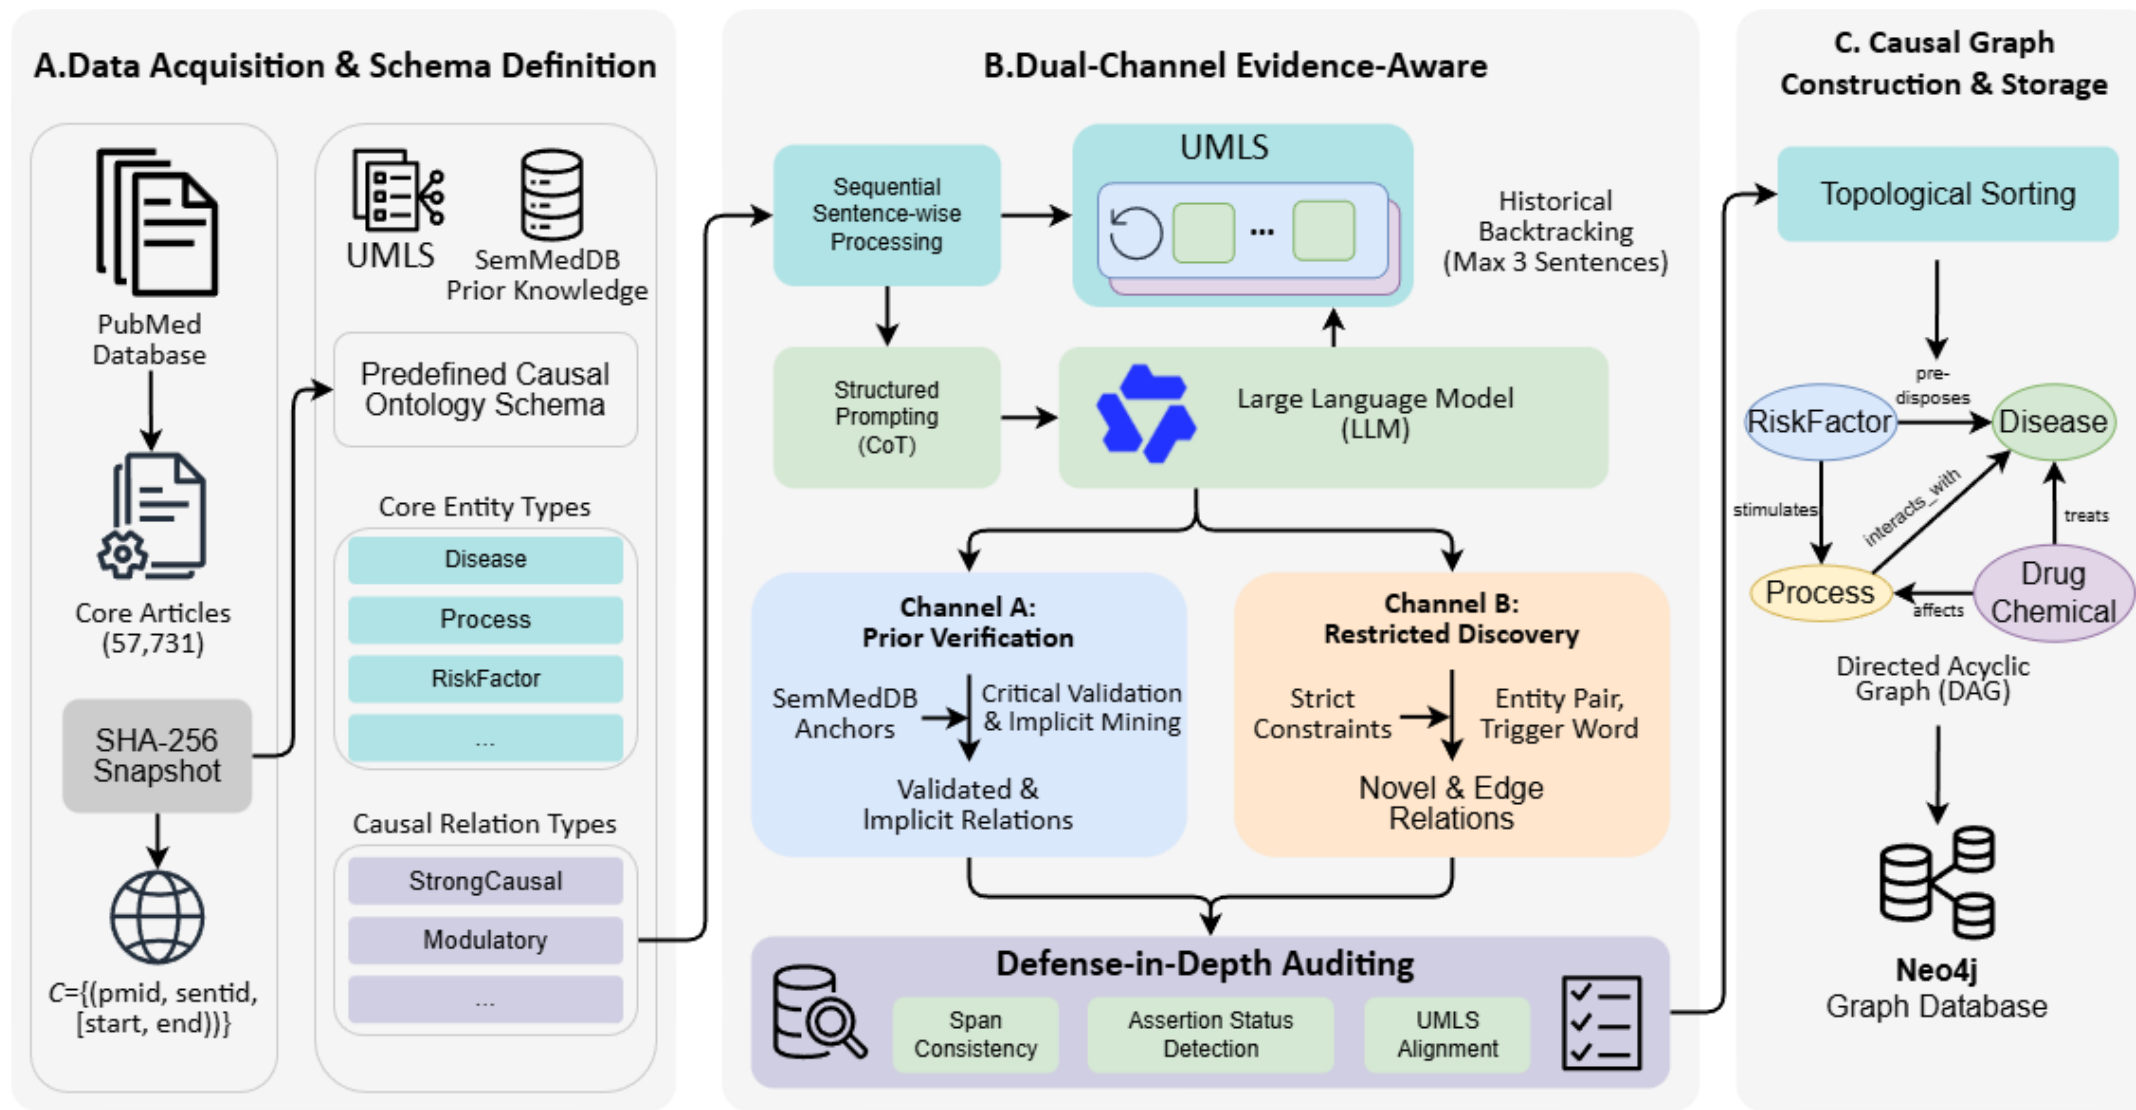 A.Data Acquisition & Schema Definition
PubMed
Database
Core Articles
(57,731)
SHA-256
Snapshot
C={(pmid, sentid,
[start, end))}
UMLS
SemMedDB
Prior Knowledge
Predefined Causal
Ontology Schema
Core Entity Types
Disease
Process
RiskFactor
...
Causal Relation Types
StrongCausal
Modulatory
...
B.Dual-Channel Evidence-Aware
Sequential
Sentence-wise
Processing
UMLS
...
Historical
Backtracking
(Max 3 Sentences)
Structured
Prompting
(CoT)
Large Language Model
(LLM)
Channel A:
Prior Verification
SemMedDB
Anchors
Critical Validation
& Implicit Mining
Validated &
Implicit Relations
Channel B:
Restricted Discovery
Strict
Constraints
Entity Pair,
Trigger Word
Novel & Edge
Relations
Defense-in-Depth Auditing
Span
Consistency
Assertion Status
Detection
UMLS
Alignment
C. Causal Graph
Construction & Storage
Topological Sorting
pre-
disposes
RiskFactor
Disease
stimulates
interacts_with
treats
Process
affects
Drug
Chemical
Directed Acyclic
Graph (DAG)
Neo4j
Graph Database